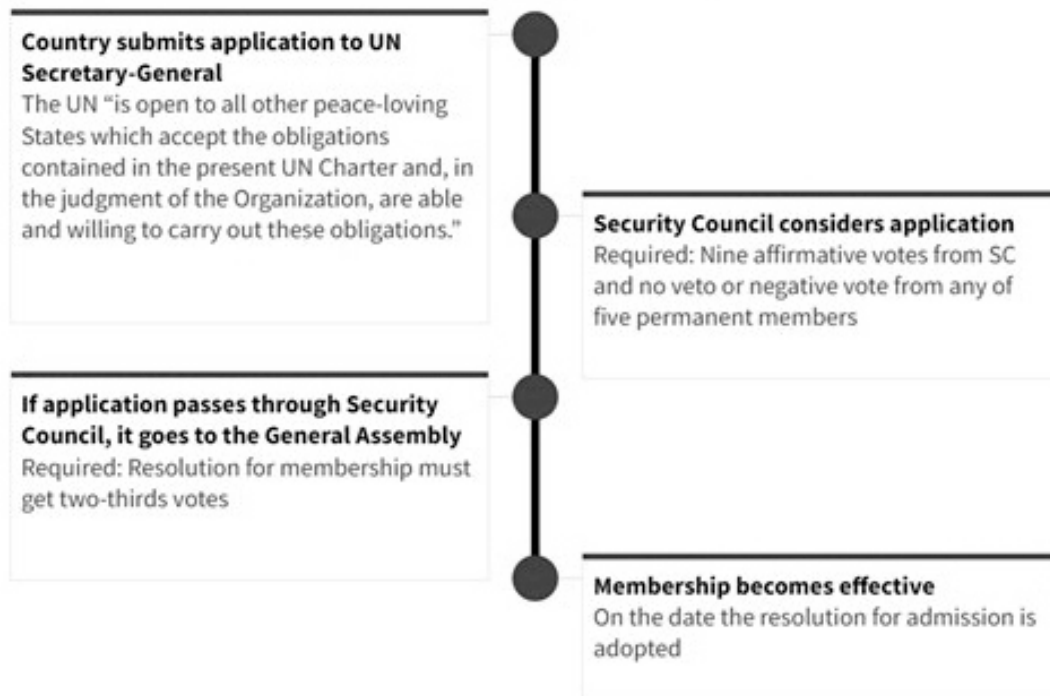 Country submits application to UN
Secretary-General
The UN “is open to all other peace-loving
States which accept the obligations
contained in the present UN Charter and, in
the judgment of the Organization, are able
and willing to carry out these obligations.”
Security Council considers application
Required: Nine affirmative votes from SC
and no veto or negative vote from any of
five permanent members
If application passes through Security
Council, it goes to the General Assembly
Required: Resolution for membership must
get two-thirds votes
Membership becomes effective
On the date the resolution for admission is
adopted